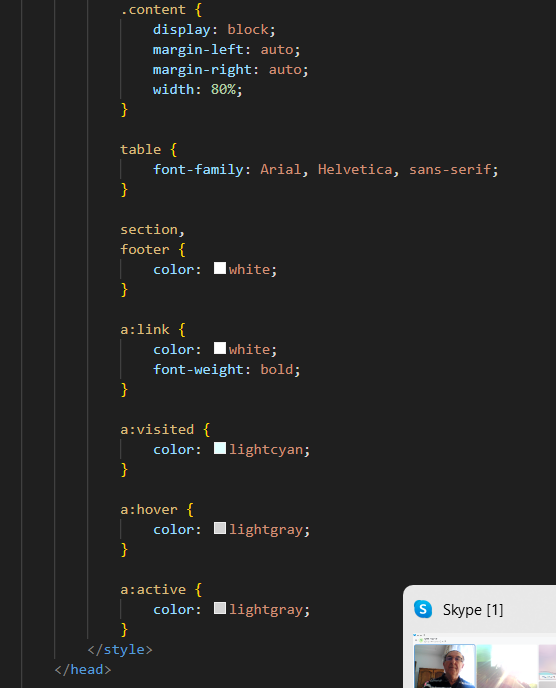 .content {
display: block;
margin-left: auto;
margin-right: auto;
width: 80%;
}
table {
font-family: Arial, Helvetica, sans-serif;
}
section,
footer {
color: white;
}
a:link {
color: white;
font-weight: bold;
}
a:visited {
color: lightcyan;
}
a:hover {
color: lightgray;
}
a:active {
color: lightgray;
}
</style>
</head>
Skype [1]